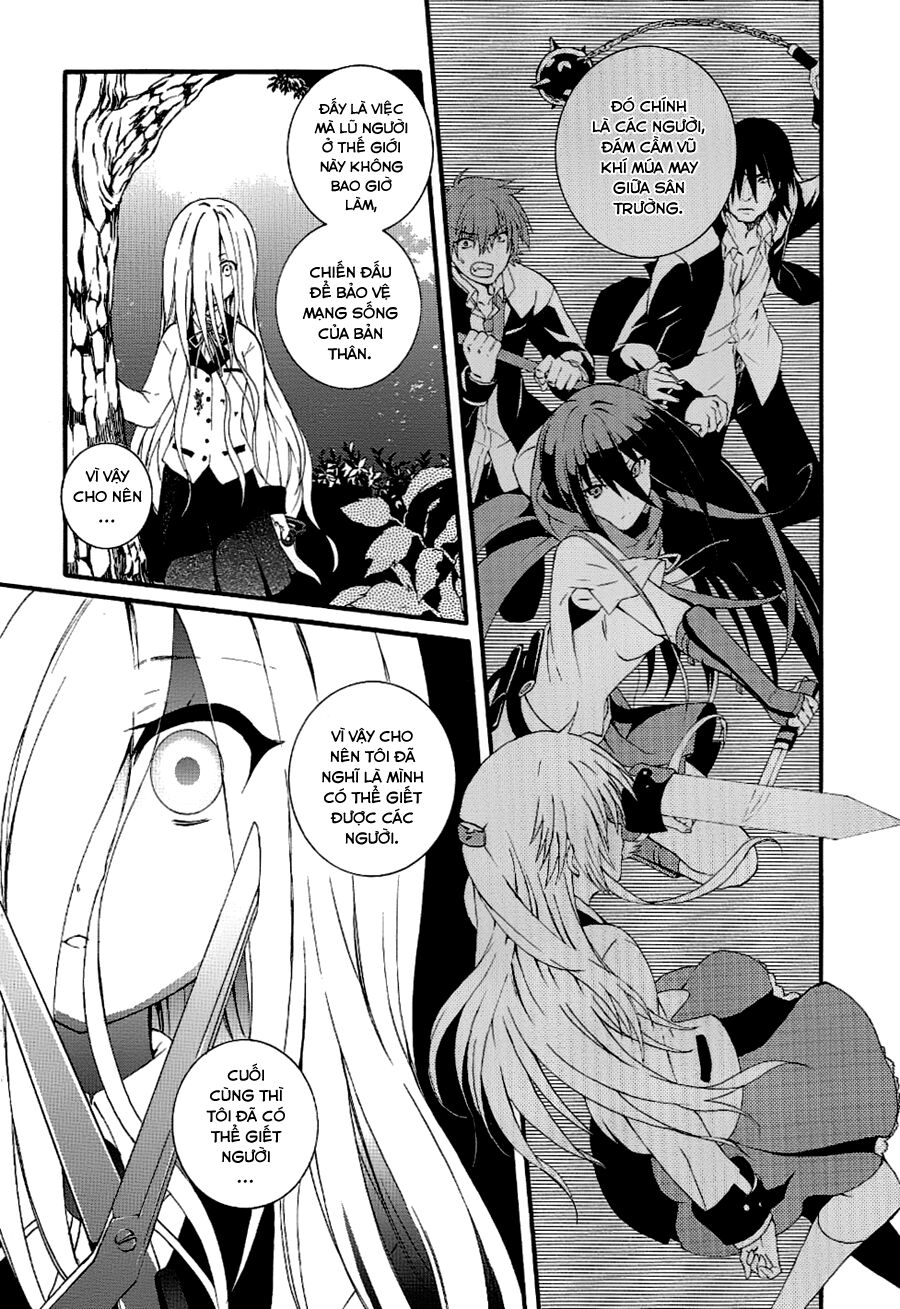 ĐÓ CHÍNH
LÀ CÁC NGƯỜI,
ĐÁM CẦM VŨ
KHÍ MÚA MAY
GIỮA SÂN
TRƯỜNG.
ĐẤY LÀ VIỆC
MÀ LŨ NGƯỜI
Ở THẾ GIỚI
NÀY KHÔNG
BAO GIỜ
LÀM,
CHIẾN ĐẤU
ĐỂ BẢO VỆ
MẠNG SỐNG
CỦA BẢN
THÂN.
VÌ VẬY
CHO NÊN
...
VÌ VẬY CHO
NÊN TÔI ĐÃ
NGHĨ LÀ MÌNH
CÓ THỂ GIẾT
ĐƯỢC CÁC
NGƯỜI.
CUỐI
CÙNG THÌ
TÔI ĐÃ CÓ
THỂ GIẾT
NGƯỜI
...